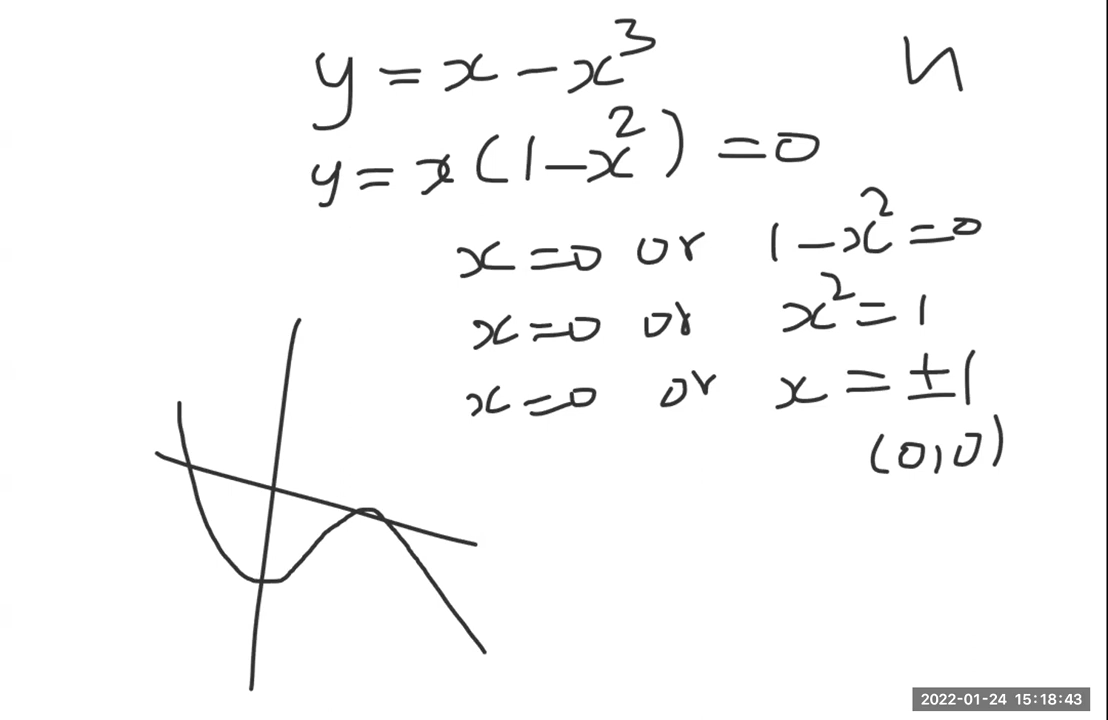 y = x - x³
y = x(1-x²) = 0
x = 0 or 1-x² = 0
x = 0 or x² = 1
x = 0 or x = ±1
(0,0)
2022-01-24 15:18:43